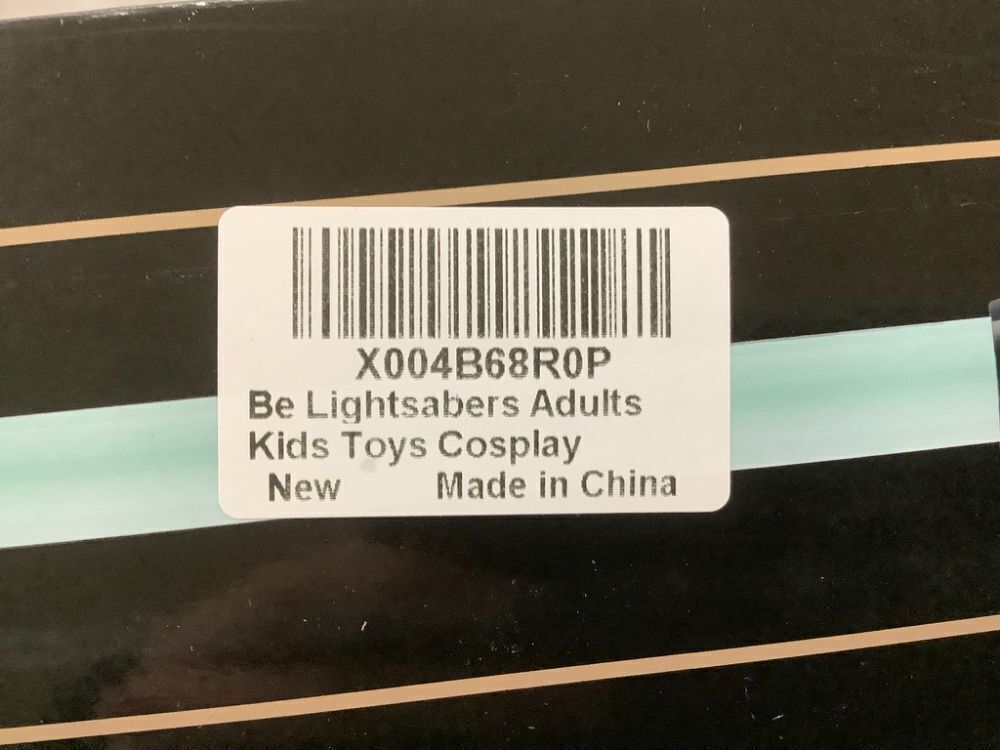 X004B68R0P
Be Lightsabers Adults
Kids Toys Cosplay
New Made in China